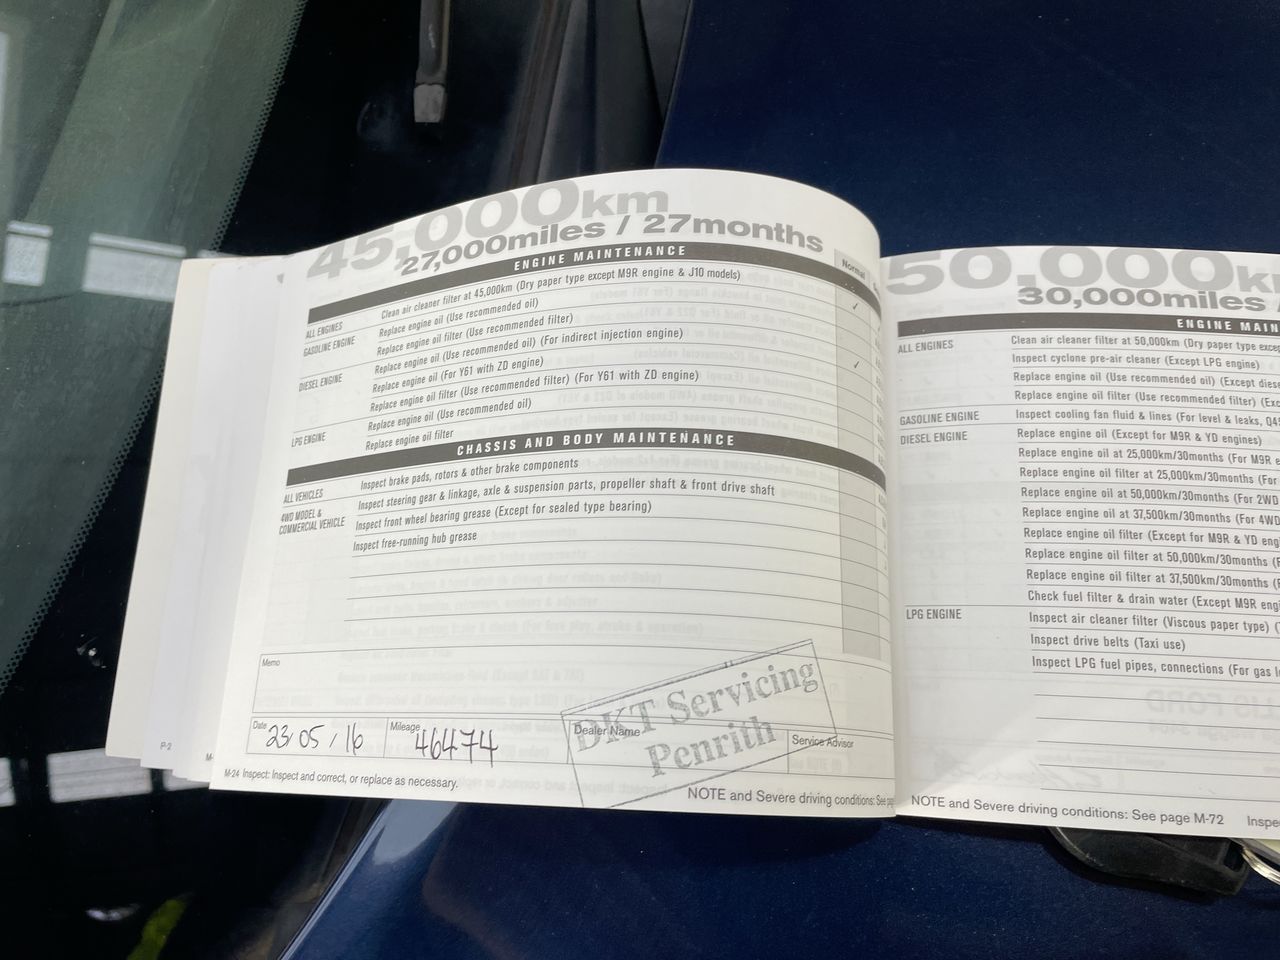 45,000km
27,000miles / 27months
ENGINE MAINTENANCE
Normal
ALL ENGINES
Clean air cleaner filter at 45,000km (Dry paper type except M9R engine & J10 models)
GASOLINE ENGINE
Replace engine oil (Use recommended oil)
Replace engine oil filter (Use recommended filter)
DIESEL ENGINE
Replace engine oil (Use recommended oil) (For indirect injection engine)
Replace engine oil (For Y61 with ZD engine)
Replace engine oil filter (Use recommended filter) (For Y61 with ZD engine)
LPG ENGINE
Replace engine oil (Use recommended oil)
Replace engine oil filter
CHASSIS AND BODY MAINTENANCE
ALL VEHICLES
Inspect brake pads, rotors & other brake components
4WD MODEL &
COMMERCIAL VEHICLE
Inspect steering gear & linkage, axle & suspension parts, propeller shaft & front drive shaft
Inspect front wheel bearing grease (Except for sealed type bearing)
Inspect free-running hub grease
Memo
Date
23/05/16
Mileage
46474
Dealer Name
DKT Servicing
Penrith
Service Advisor
P-2
M-24 Inspect: Inspect and correct, or replace as necessary.
NOTE and Severe driving conditions: See
50,000k
30,000miles /
ENGINE MAIN
ALL ENGINES
Clean air cleaner filter at 50,000km (Dry paper type
Inspect cyclone pre-air cleaner (Except LPG engine)
Replace engine oil (Use recommended oil) (Except
Replace engine oil filter (Use recommended filter)
GASOLINE ENGINE
Inspect cooling fan fluid & lines (For level & leaks,
DIESEL ENGINE
Replace engine oil (Except for M9R & YD engines)
Replace engine oil at 25,000km/30months (For M9R
Replace engine oil filter at 25,000km/30months (For
Replace engine oil at 50,000km/30months (For 2WD
Replace engine oil at 37,500km/30months (For 4WD
Replace engine oil filter (Except for M9R & YD
Replace engine oil filter at 50,000km/30months
Replace engine oil filter at 37,500km/30months
Check fuel filter & drain water (Except M9R
LPG ENGINE
Inspect air cleaner filter (Viscous paper type)
Inspect drive belts (Taxi use)
Inspect LPG fuel pipes, connections (For gas
NOTE and Severe driving conditions: See page M-72